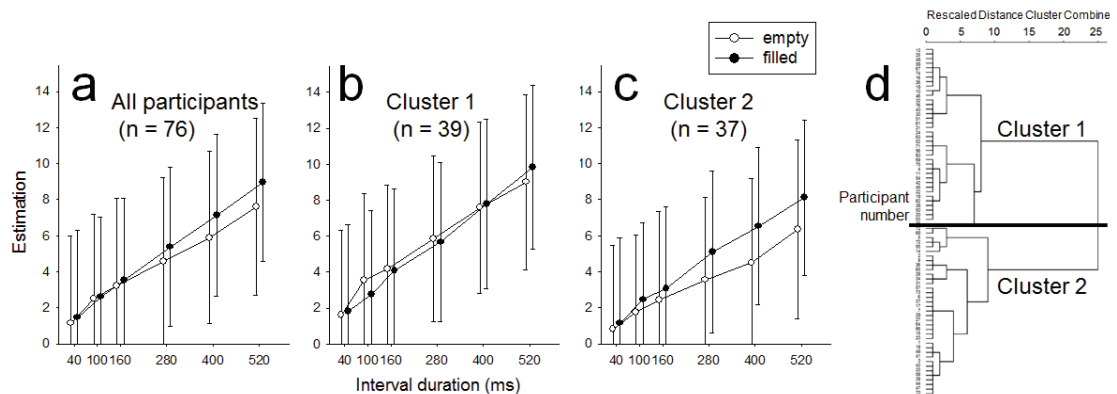 empty
filled
a
All participants
(n = 76)
Estimation
14
12
10
8
6
4
2
0
40 100 160 280 400 520
b
Cluster 1
(n = 39)
14
12
10
8
6
4
2
0
40 100 160 280 400 520
Interval duration (ms)
c
Cluster 2
(n = 37)
14
12
10
8
6
4
2
0
40 100 160 280 400 520
d
Rescaled Distance Cluster Combine
0 5 10 15 20 25
Cluster 1
Participant
number
Cluster 2